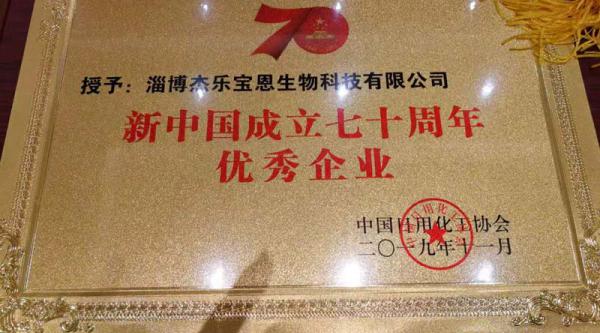 70
授予：淄博杰乐宝恩生物科技有限公司
新中国成立七十周年
优秀企业
中国日用化工协会
二〇一九年十一月